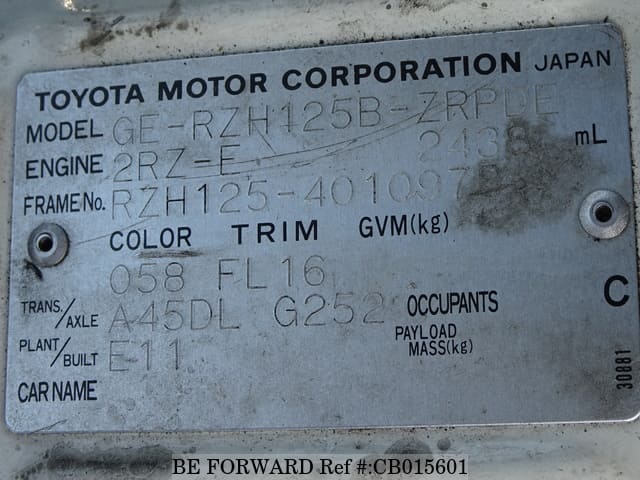 TOYOTA MOTOR CORPORATION JAPAN
MODEL GE-RZH125B-ZRPDE
ENGINE 2RZ-E 2438 mL
FRAME No.
COLOR TRIM GVM(kg)
058 FL16
TRANS./AXLE A45DL G252 OCCUPANTS C
PAYLOAD
PLANT/BUILT E11 MASS(kg)
CAR NAME
30881
BE FORWARD Ref #:CB015601